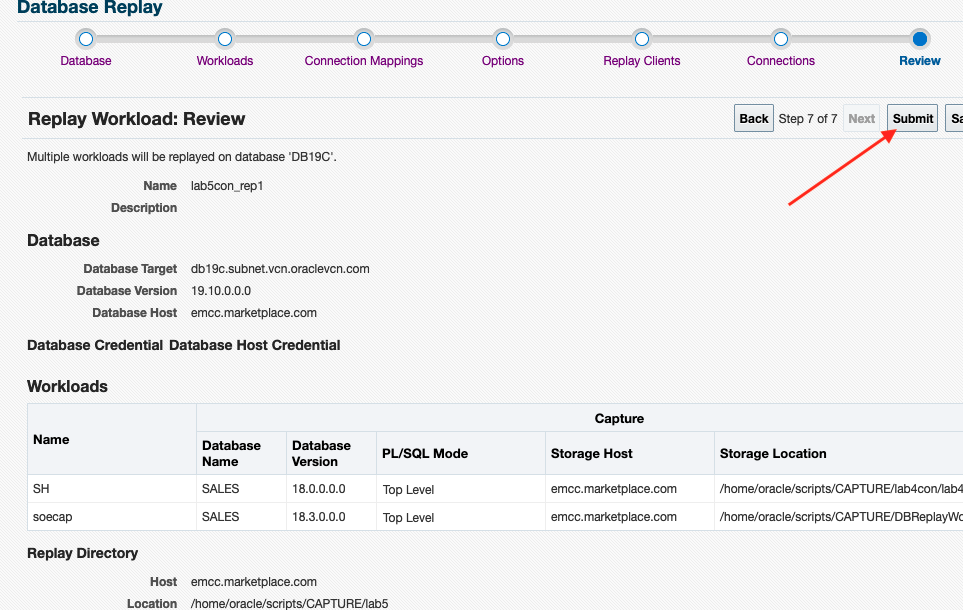 Database Replay
Database Workloads Connection Mappings Options Replay Clients Connections Review
Replay Workload: Review Back Step 7 of 7 Next Submit Sa
Multiple workloads will be replayed on database 'DB19C'.
Name lab5con_rep1
Description
Database
Database Target db19c.subnet.vcn.oraclevcn.com
Database Version 19.10.0.0.0
Database Host emcc.marketplace.com
Database Credential Database Host Credential
Workloads
Capture
Name
Database Name Database Version PL/SQL Mode Storage Host Storage Location
SH SALES 18.0.0.0.0 Top Level emcc.marketplace.com /home/oracle/scripts/CAPTURE/lab4con/lab4
soecap SALES 18.3.0.0.0 Top Level emcc.marketplace.com /home/oracle/scripts/CAPTURE/DBReplayWo
Replay Directory
Host emcc.marketplace.com
Location /home/oracle/scripts/CAPTURE/lab5